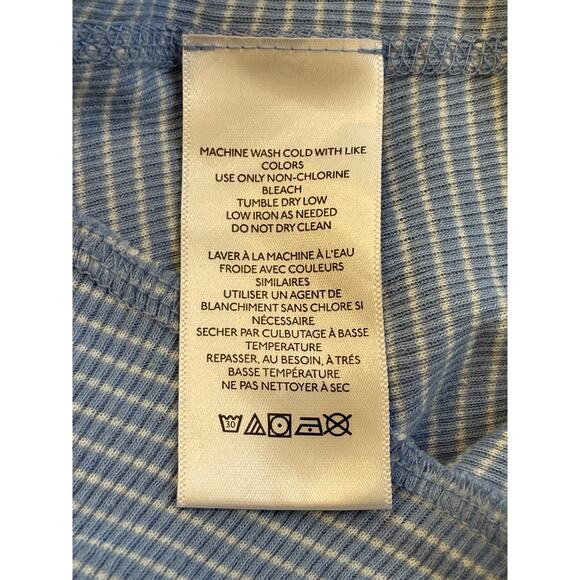 MACHINE WASH COLD WITH LIKE
COLORS
USE ONLY NON-CHLORINE
BLEACH
TUMBLE DRY LOW
LOW IRON AS NEEDED
DO NOT DRY CLEAN
LAVER À LA MACHINE À L'EAU
FROIDE AVEC COULEURS
SIMILAIRES
UTILISER UN AGENT DE
BLANCHIMENT SANS CHLORE SI
NÉCESSAIRE
SECHER PAR CULBUTAGE À BASSE
TEMPERATURE
REPASSER, AU BESOIN, À TRÉS
BASSE TEMPÉRATURE
NE PAS NETTOYER À SEC
30